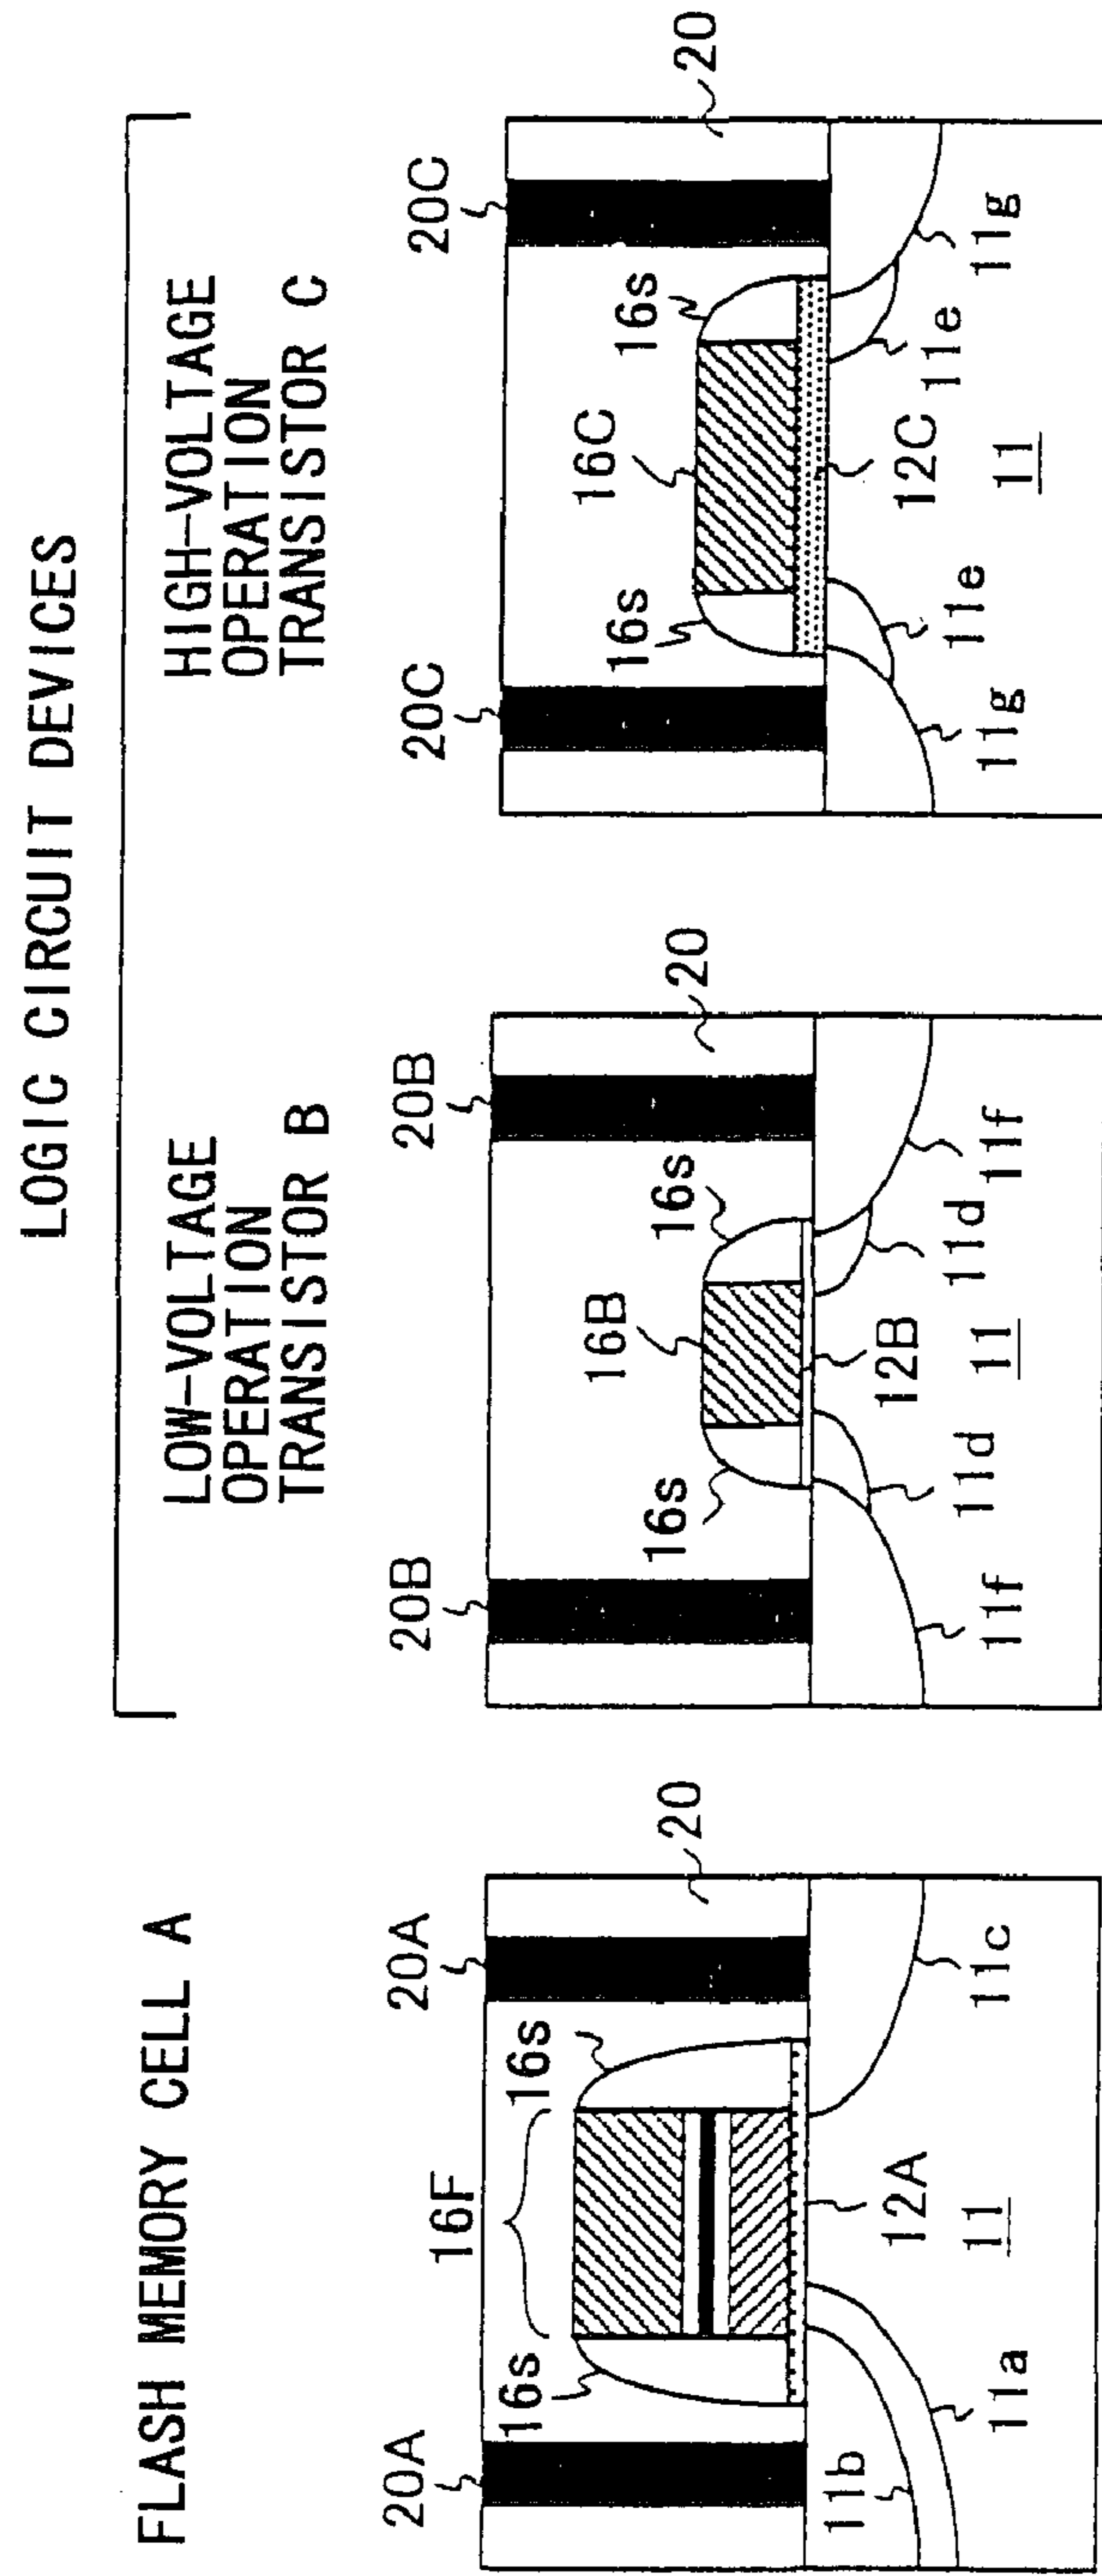 LOGIC CIRCUIT DEVICES
FLASH MEMORY CELL A
LOW-VOLTAGE
OPERATION
TRANSISTOR B
HIGH-VOLTAGE
OPERATION
TRANSISTOR C
20A
16F
20A
16s
16s
20
11b
11a
12A
11
11c
20B
20B
16B
16s
16s
20
11f
11d
12B
11
11d
11f
20C
20C
16C
16s
16s
20
11g
11e
12C
11
11e
11g